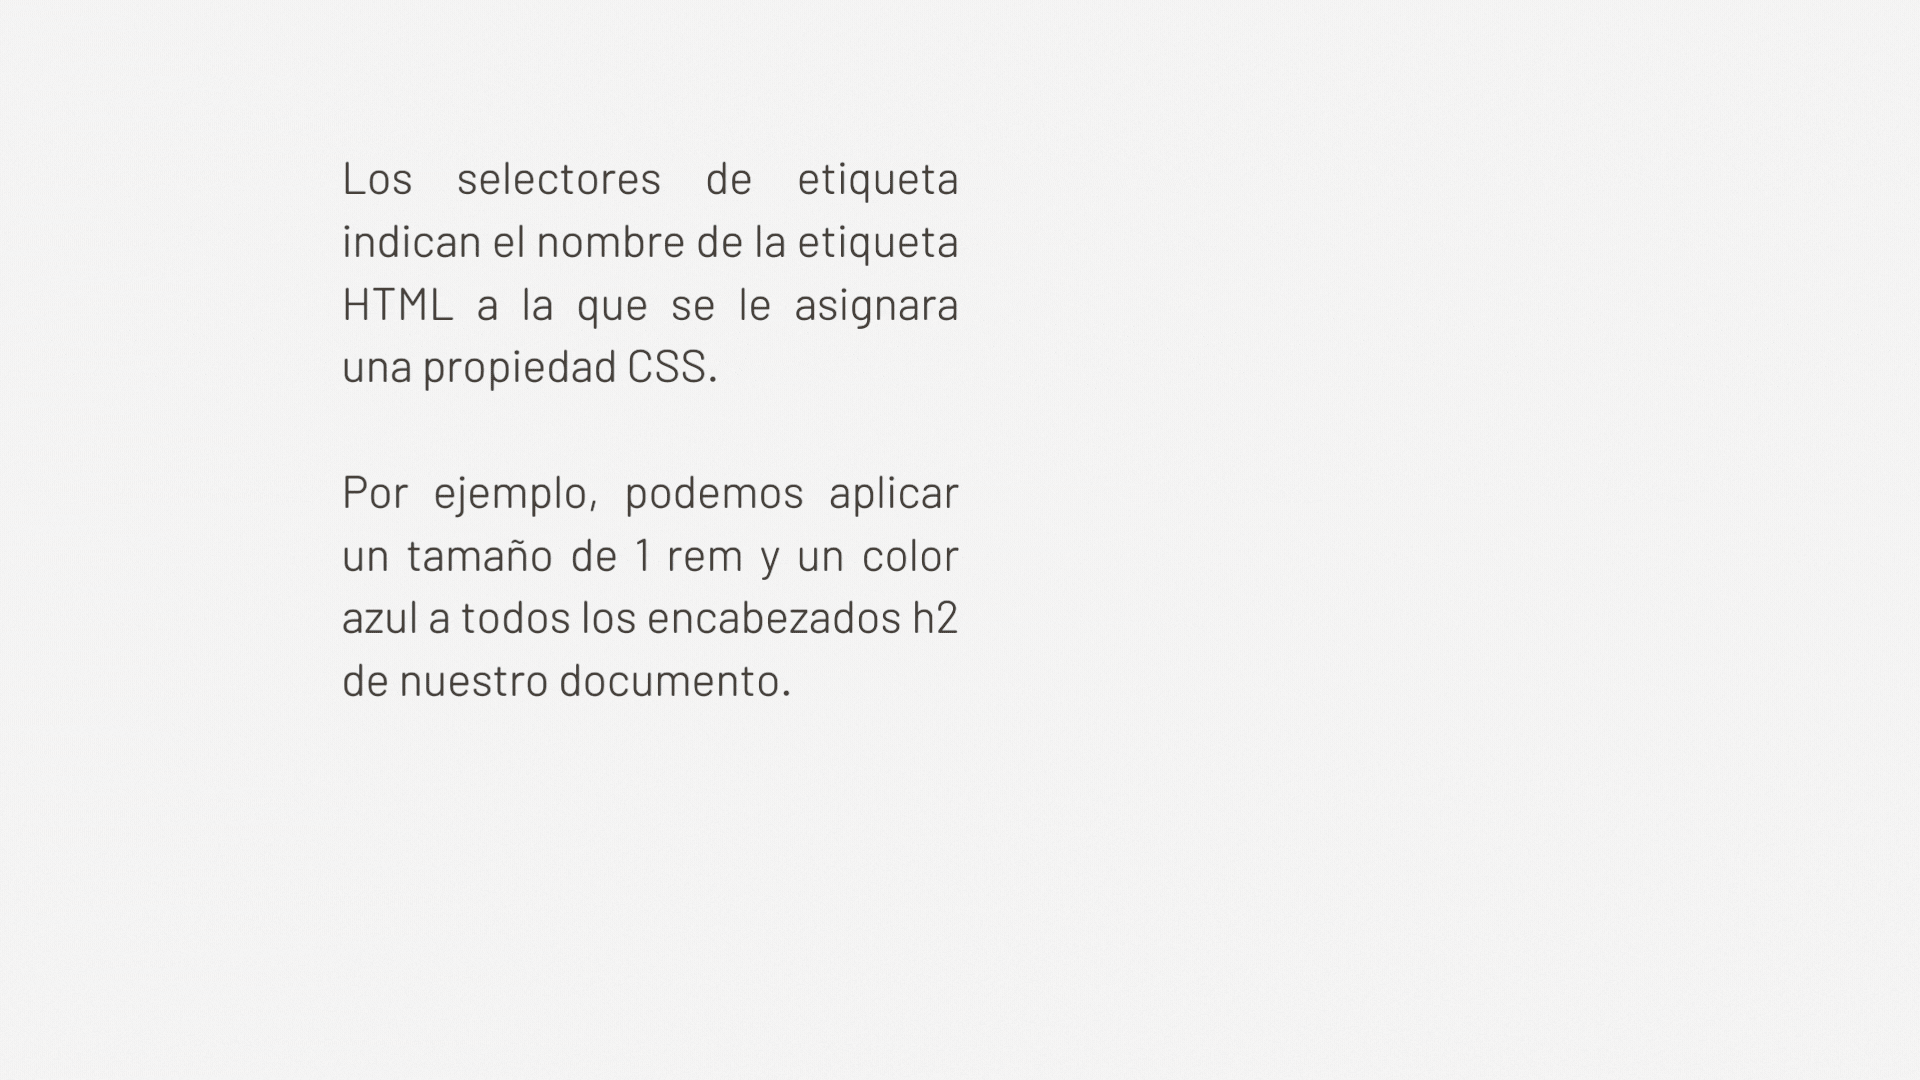 Los selectores de etiqueta
indican el nombre de la etiqueta
HTML a la que se le asignara
una propiedad CSS.
Por ejemplo, podemos aplicar
un tamaño de 1 rem y un color
azul a todos los encabezados h2
de nuestro documento.